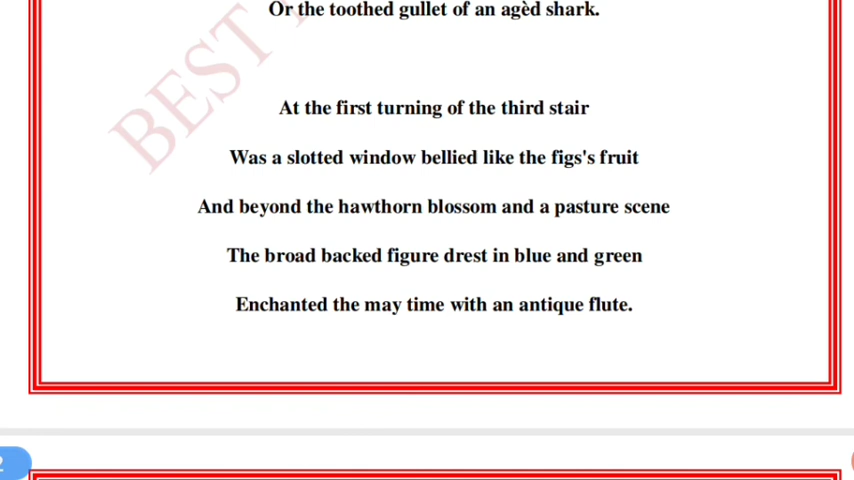 Or the toothed gullet of an agèd shark.
At the first turning of the third stair
Was a slotted window bellied like the figs's fruit
And beyond the hawthorn blossom and a pasture scene
The broad backed figure drest in blue and green
Enchanted the may time with an antique flute.
BEST
2